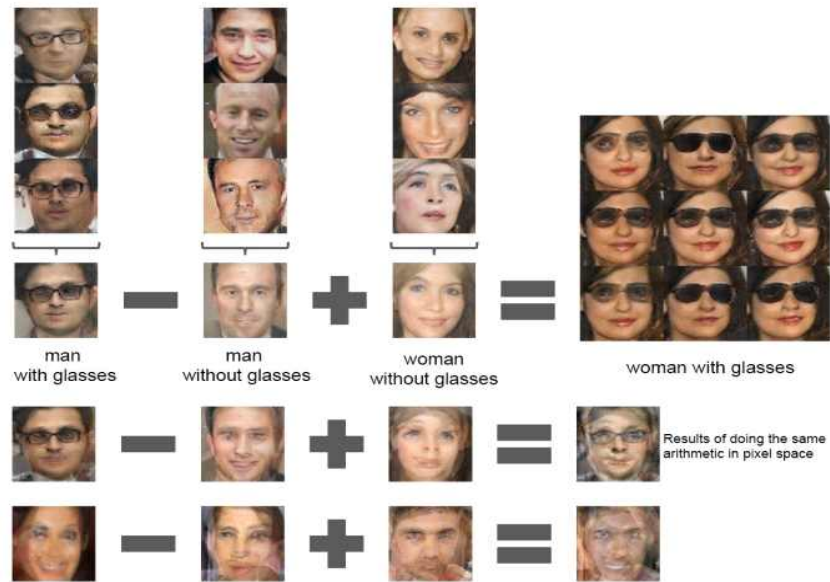 man
with glasses
man
without glasses
woman
without glasses
woman with glasses
Results of doing the same
arithmetic in pixel space